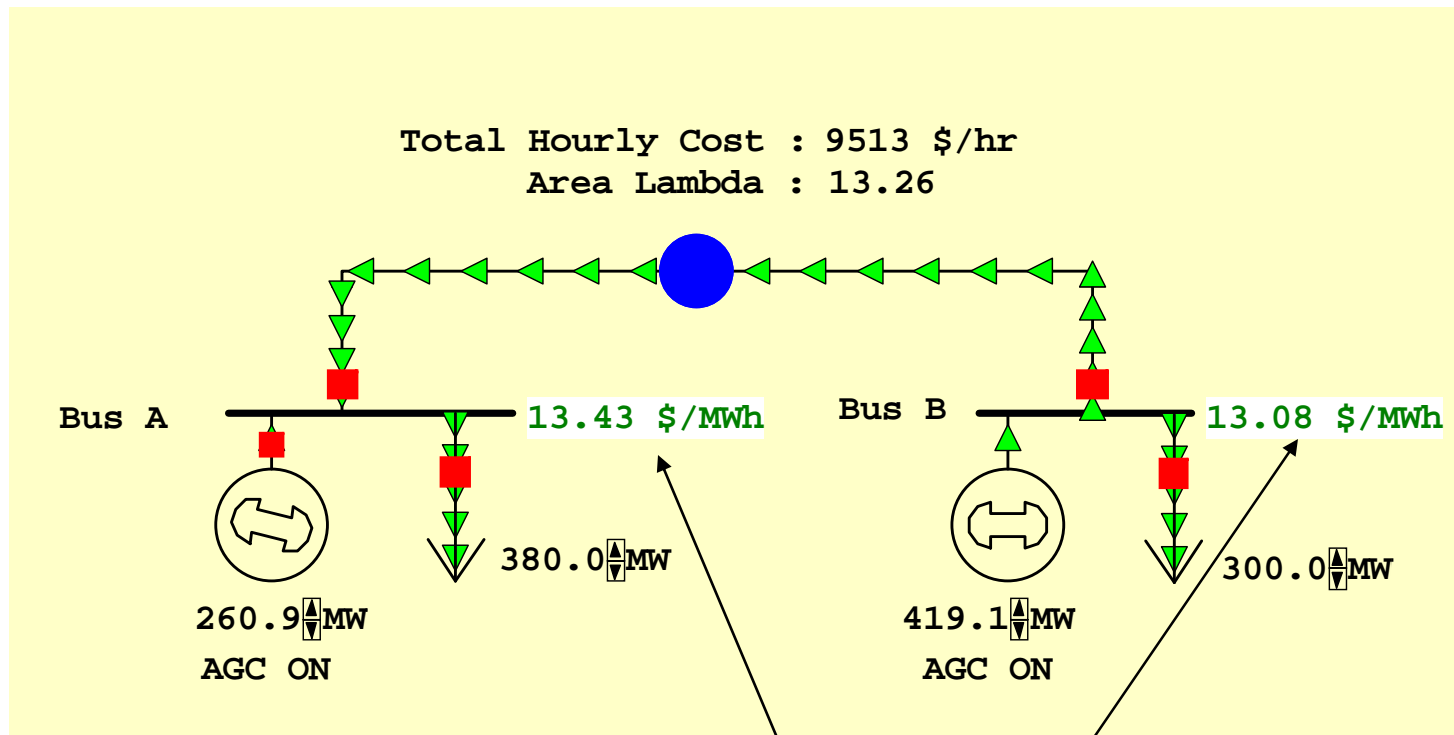 Total Hourly Cost : 9513 $/hr
Area Lambda : 13.26
Bus A
13.43 $/MWh
Bus B
13.08 $/MWh
380.0 MW
300.0 MW
260.9 MW
419.1 MW
AGC ON
AGC ON